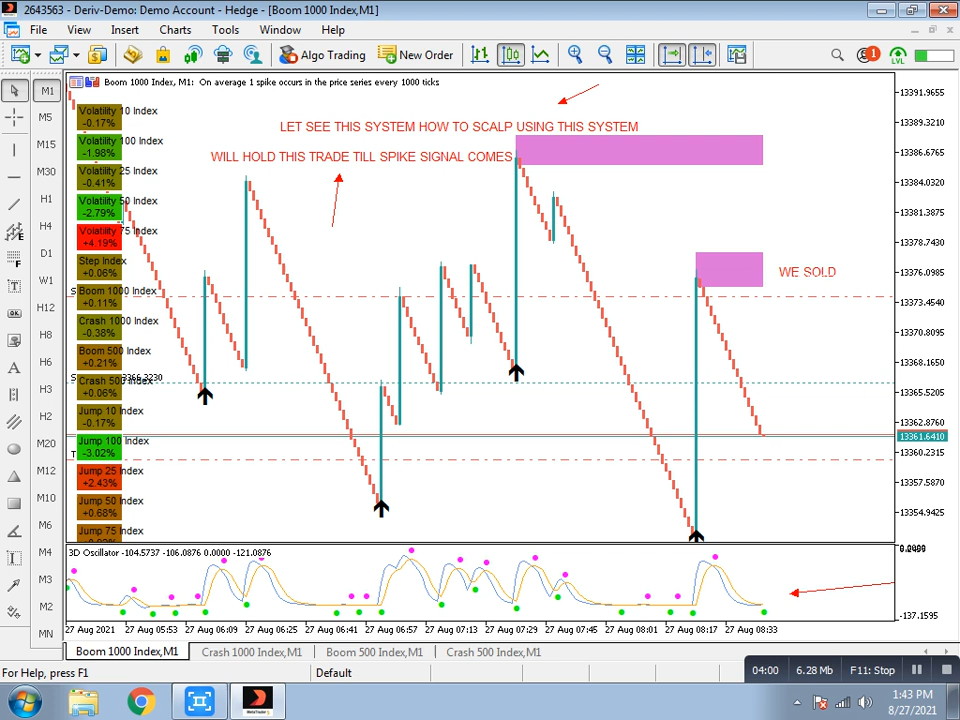 2643563 - Deriv-Demo: Demo Account - Hedge - [Boom 1000 Index,M1]
File View Insert Charts Tools Window Help
Algo Trading New Order 1 LVL
M1 Boom 1000 Index, M1: On average 1 spike occurs in the price series every 1000 ticks
M5
M15
M30
H1
H4
D1
W1
H12
H8
H6
H3
H2
M20
M12
M10
M6
M4
M3
M2
MN
E
F
T
OK
A
Volatility 10 Index
-0.17%
Volatility 100 Index
-1.98%
Volatility 25 Index
-0.41%
Volatility 50 Index
-2.79%
Volatility 75 Index
+4.19%
Step Index
+0.06%
Boom 1000 Index
+0.11%
Crash 1000 Index
-0.38%
Boom 500 Index
+0.21%
Crash 500 Index
+0.06%
Jump 10 Index
-0.17%
Jump 100 Index
-3.02%
Jump 25 Index
+2.43%
Jump 50 Index
+0.68%
Jump 75 Index
LET SEE THIS SYSTEM HOW TO SCALP USING THIS SYSTEM
WILL HOLD THIS TRADE TILL SPIKE SIGNAL COMES
WE SOLD
13391.9655
13389.3210
13386.6765
13384.0320
13381.3875
13378.7430
13376.0985
13373.4540
13370.8095
13368.1650
13365.5205
13362.8760
13361.6410
13360.2315
13357.5870
13354.9425
3D Oscillator -104.5737 -106.0876 0.0000 -121.0876
-137.1595
27 Aug 2021 27 Aug 05:53 27 Aug 06:09 27 Aug 06:25 27 Aug 06:41 27 Aug 06:57 27 Aug 07:13 27 Aug 07:29 27 Aug 07:45 27 Aug 08:01 27 Aug 08:17 27 Aug 08:33
Boom 1000 Index,M1 Crash 1000 Index,M1 Boom 500 Index,M1 Crash 500 Index,M1
For Help, press F1 Default
04:00 6.28 Mb F11: Stop
1:43 PM
8/27/2021